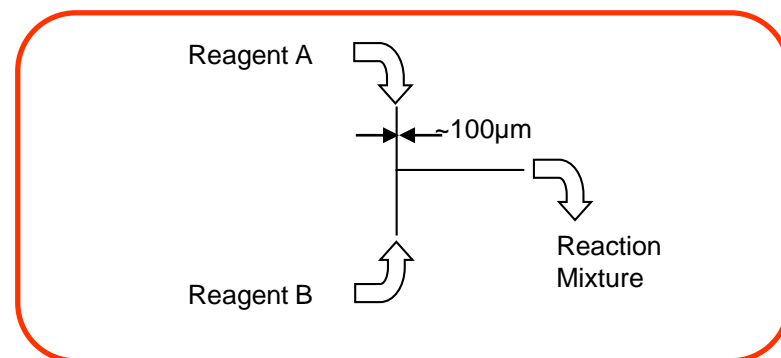 Reagent A
~100µm
Reaction
Mixture
Reagent B